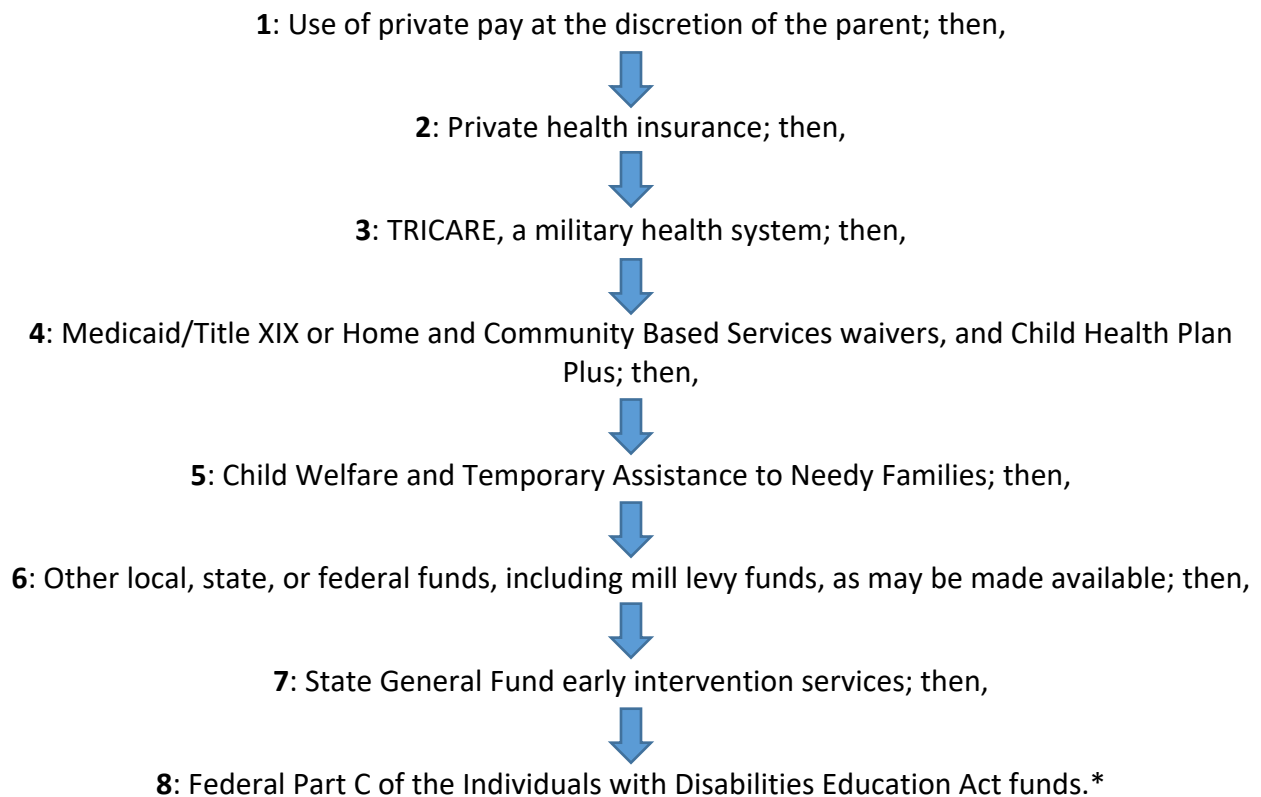 1: Use of private pay at the discretion of the parent; then,
2: Private health insurance; then,
3: TRICARE, a military health system; then,
4: Medicaid/Title XIX or Home and Community Based Services waivers, and Child Health Plan
Plus; then,
5: Child Welfare and Temporary Assistance to Needy Families; then,
6: Other local, state, or federal funds, including mill levy funds, as may be made available; then,
7: State General Fund early intervention services; then,
8: Federal Part C of the Individuals with Disabilities Education Act funds.*